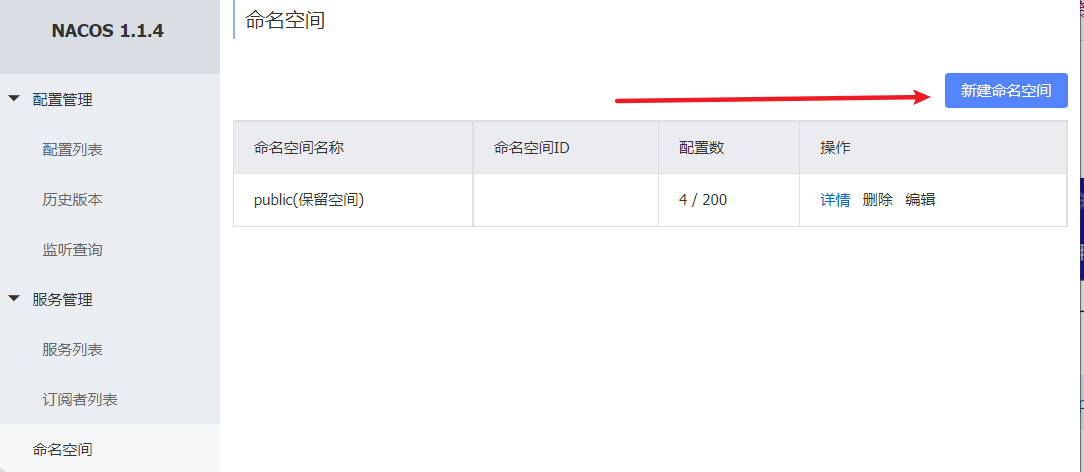 NACOS 1.1.4
配置管理
配置列表
历史版本
监听查询
服务管理
服务列表
订阅者列表
命名空间
命名空间
新建命名空间
命名空间名称 命名空间ID 配置数 操作
public(保留空间) 4 / 200 详情 删除 编辑